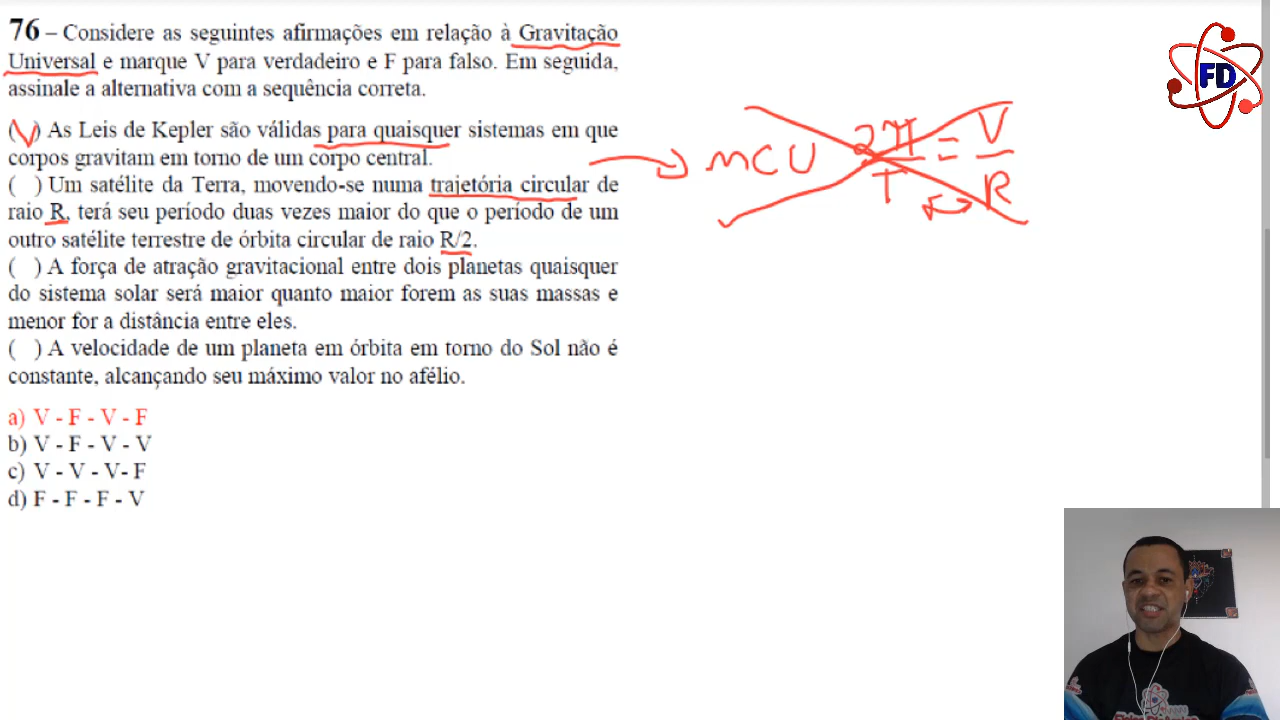 76 – Considere as seguintes afirmações em relação à Gravitação
Universal e marque V para verdadeiro e F para falso. Em seguida,
assinale a alternativa com a sequência correta.
(V) As Leis de Kepler são válidas para quaisquer sistemas em que
corpos gravitam em torno de um corpo central.
( ) Um satélite da Terra, movendo-se numa trajetória circular de
raio R, terá seu período duas vezes maior do que o período de um
outro satélite terrestre de órbita circular de raio R/2.
( ) A força de atração gravitacional entre dois planetas quaisquer
do sistema solar será maior quanto maior forem as suas massas e
menor for a distância entre eles.
( ) A velocidade de um planeta em órbita em torno do Sol não é
constante, alcançando seu máximo valor no afélio.
a) V - F - V - F
b) V - F - V - V
c) V - V - V- F
d) F - F - F - V
MCU 2π/T = V/R
FD